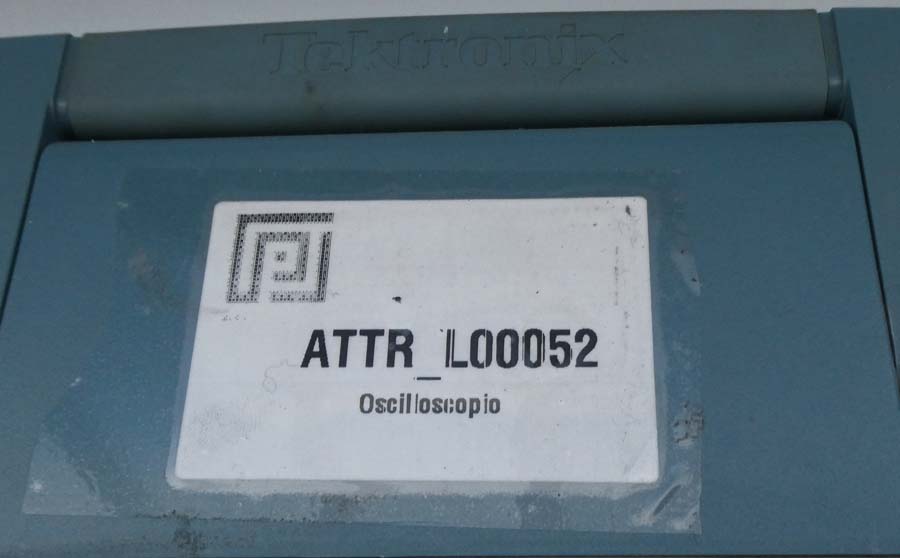 Tektronix
ATTR_L00052
Oscilloscopio